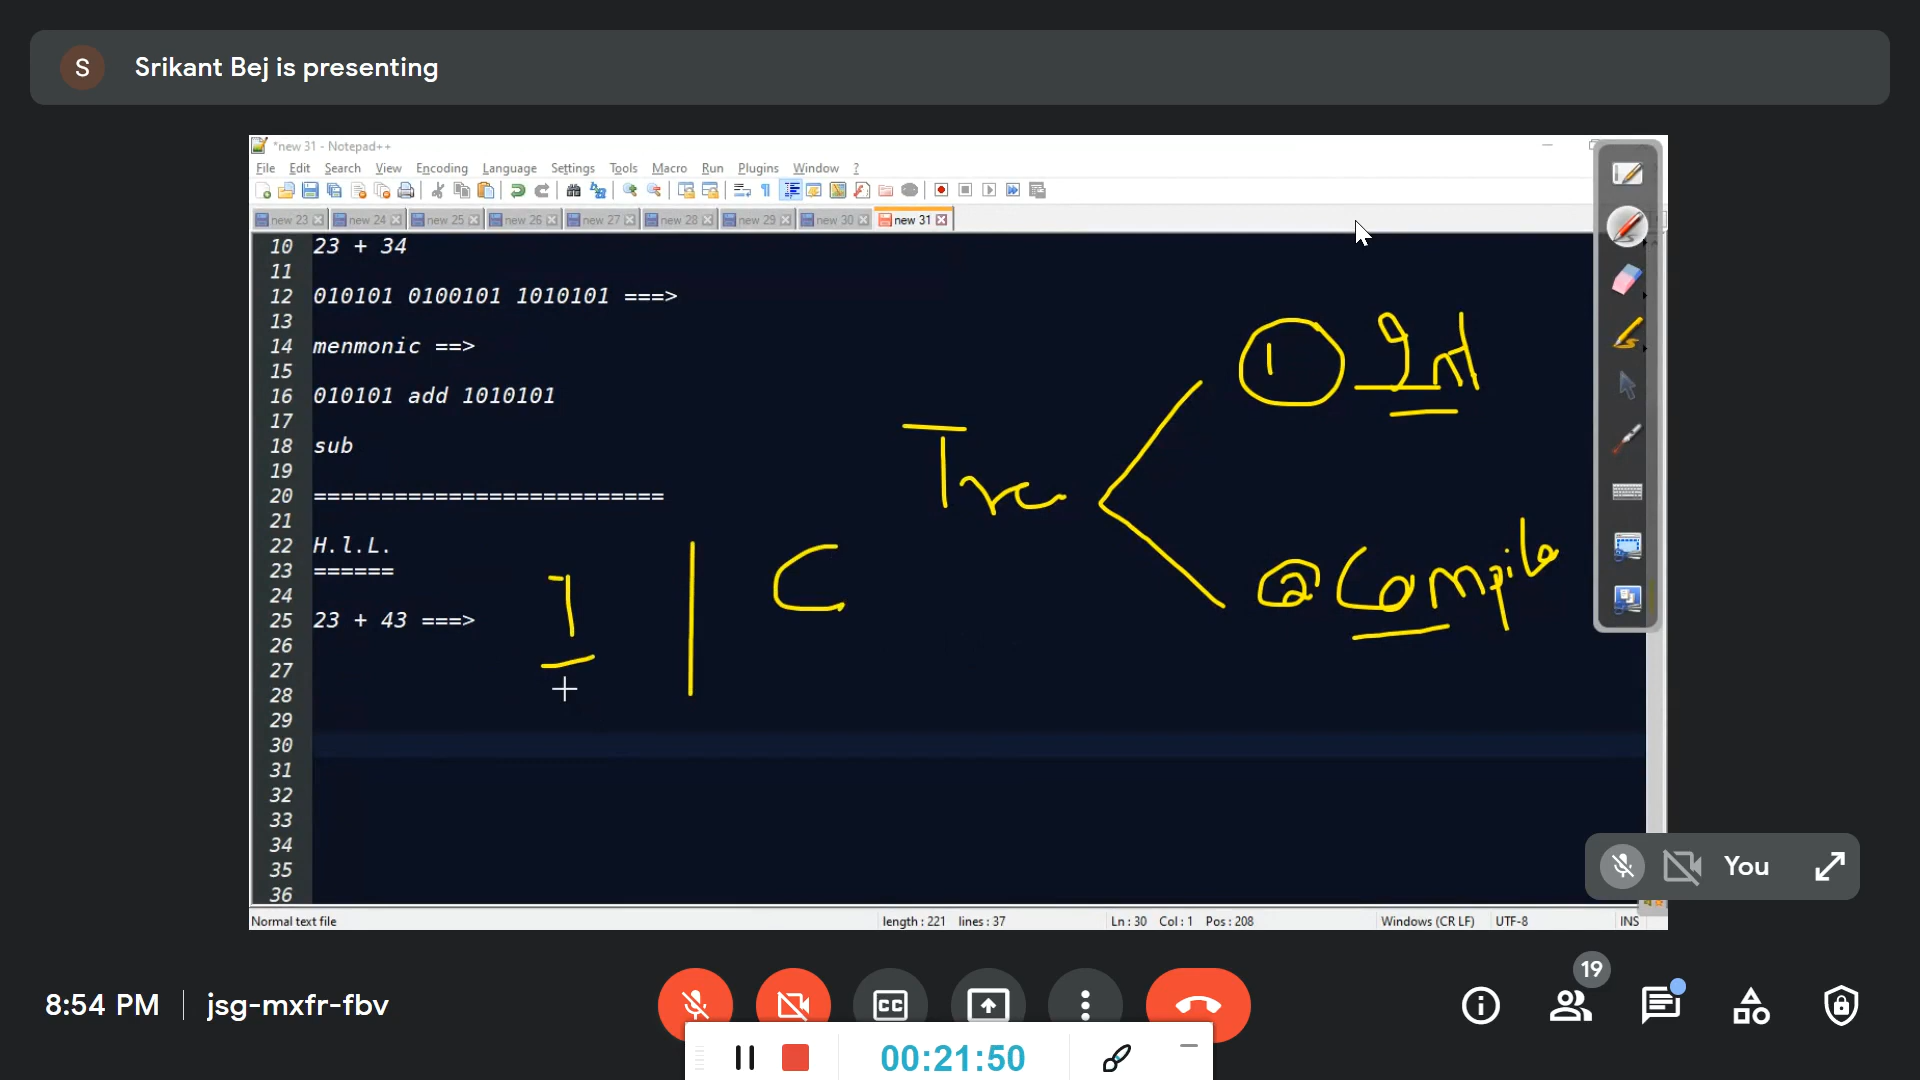 S Srikant Bej is presenting
*new 31 - Notepad++
File Edit Search View Encoding Language Settings Tools Macro Run Plugins Window ?
new 23 new 24 new 25 new 26 new 27 new 28 new 29 new 30 new 31
10 23 + 34
11
12 010101 0100101 1010101 ===>
13
14 menmonic ==>
15
16 010101 add 1010101
17
18 sub
19
20 ==========================
21
22 H.l.L.
23 ======
24
25 23 + 43 ===>
26
27
28
29
30
31
32
33
34
35
36
1 Int
Tra
2 Compile
I | C
Normal text file length : 221 lines : 37 Ln : 30 Col : 1 Pos : 208 Windows (CR LF) UTF-8 INS
You
8:54 PM | jsg-mxfr-fbv
CC
19
00:21:50